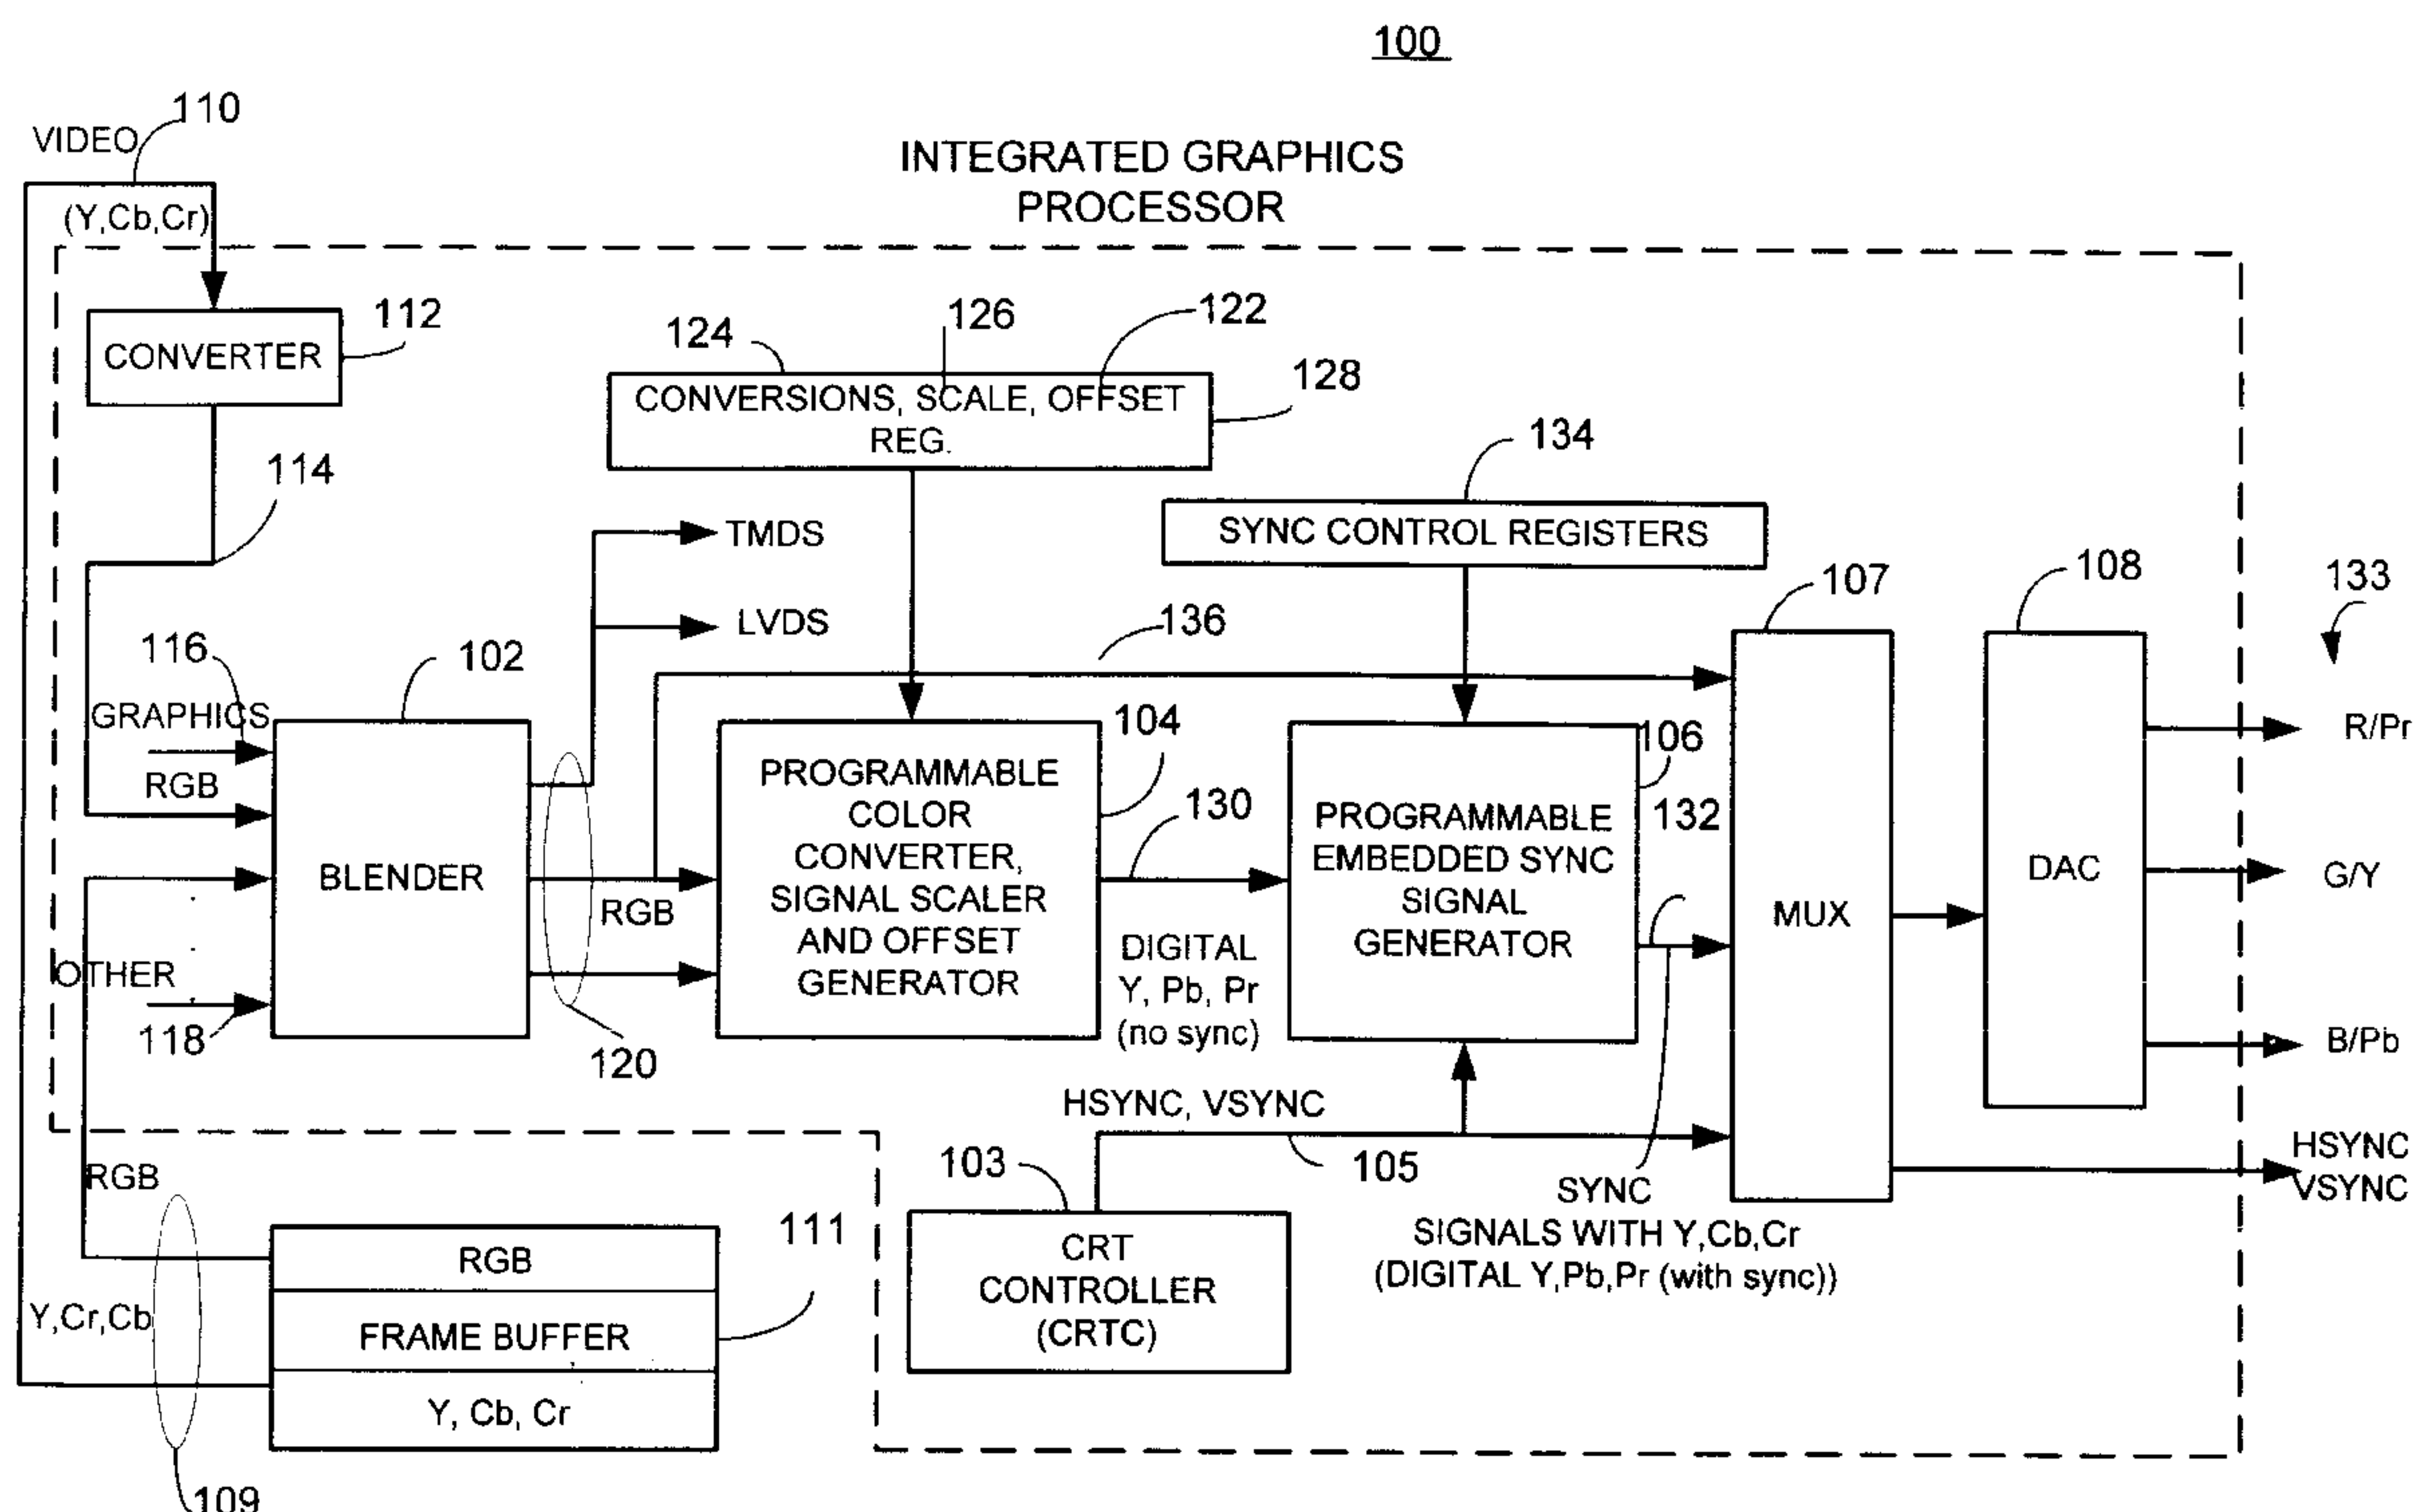 100
110
VIDEO
(Y,Cb,Cr)
INTEGRATED GRAPHICS
PROCESSOR
112
CONVERTER
114
124
126
122
128
CONVERSIONS, SCALE, OFFSET
REG.
134
SYNC CONTROL REGISTERS
TMDS
LVDS
136
107
108
133
116
GRAPHICS
RGB
102
BLENDER
OTHER
118
120
RGB
104
PROGRAMMABLE
COLOR
CONVERTER,
SIGNAL SCALER
AND OFFSET
GENERATOR
130
DIGITAL
Y, Pb, Pr
(no sync)
106
132
PROGRAMMABLE
EMBEDDED SYNC
SIGNAL
GENERATOR
MUX
DAC
R/Pr
G/Y
B/Pb
HSYNC
VSYNC
HSYNC, VSYNC
105
103
CRT
CONTROLLER
(CRTC)
SYNC
SIGNALS WITH Y,Cb,Cr
(DIGITAL Y,Pb,Pr (with sync))
RGB
Y,Cr,Cb
109
111
RGB
FRAME BUFFER
Y, Cb, Cr